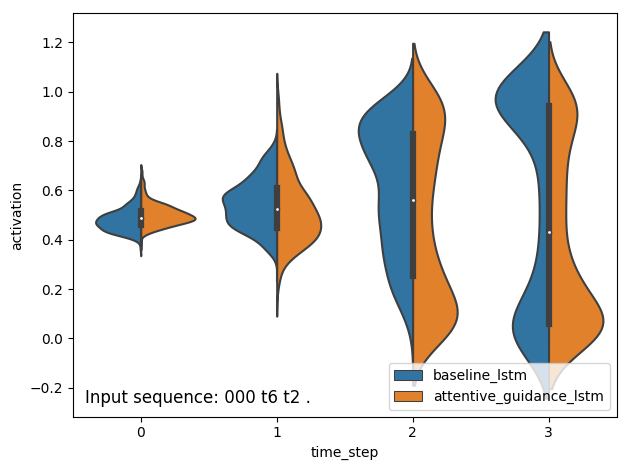 1.2
1.0
0.8
0.6
0.4
0.2
0.0
−0.2
activation
baseline_lstm
attentive_guidance_lstm
Input sequence: 000 t6 t2 .
0 1 2 3
time_step